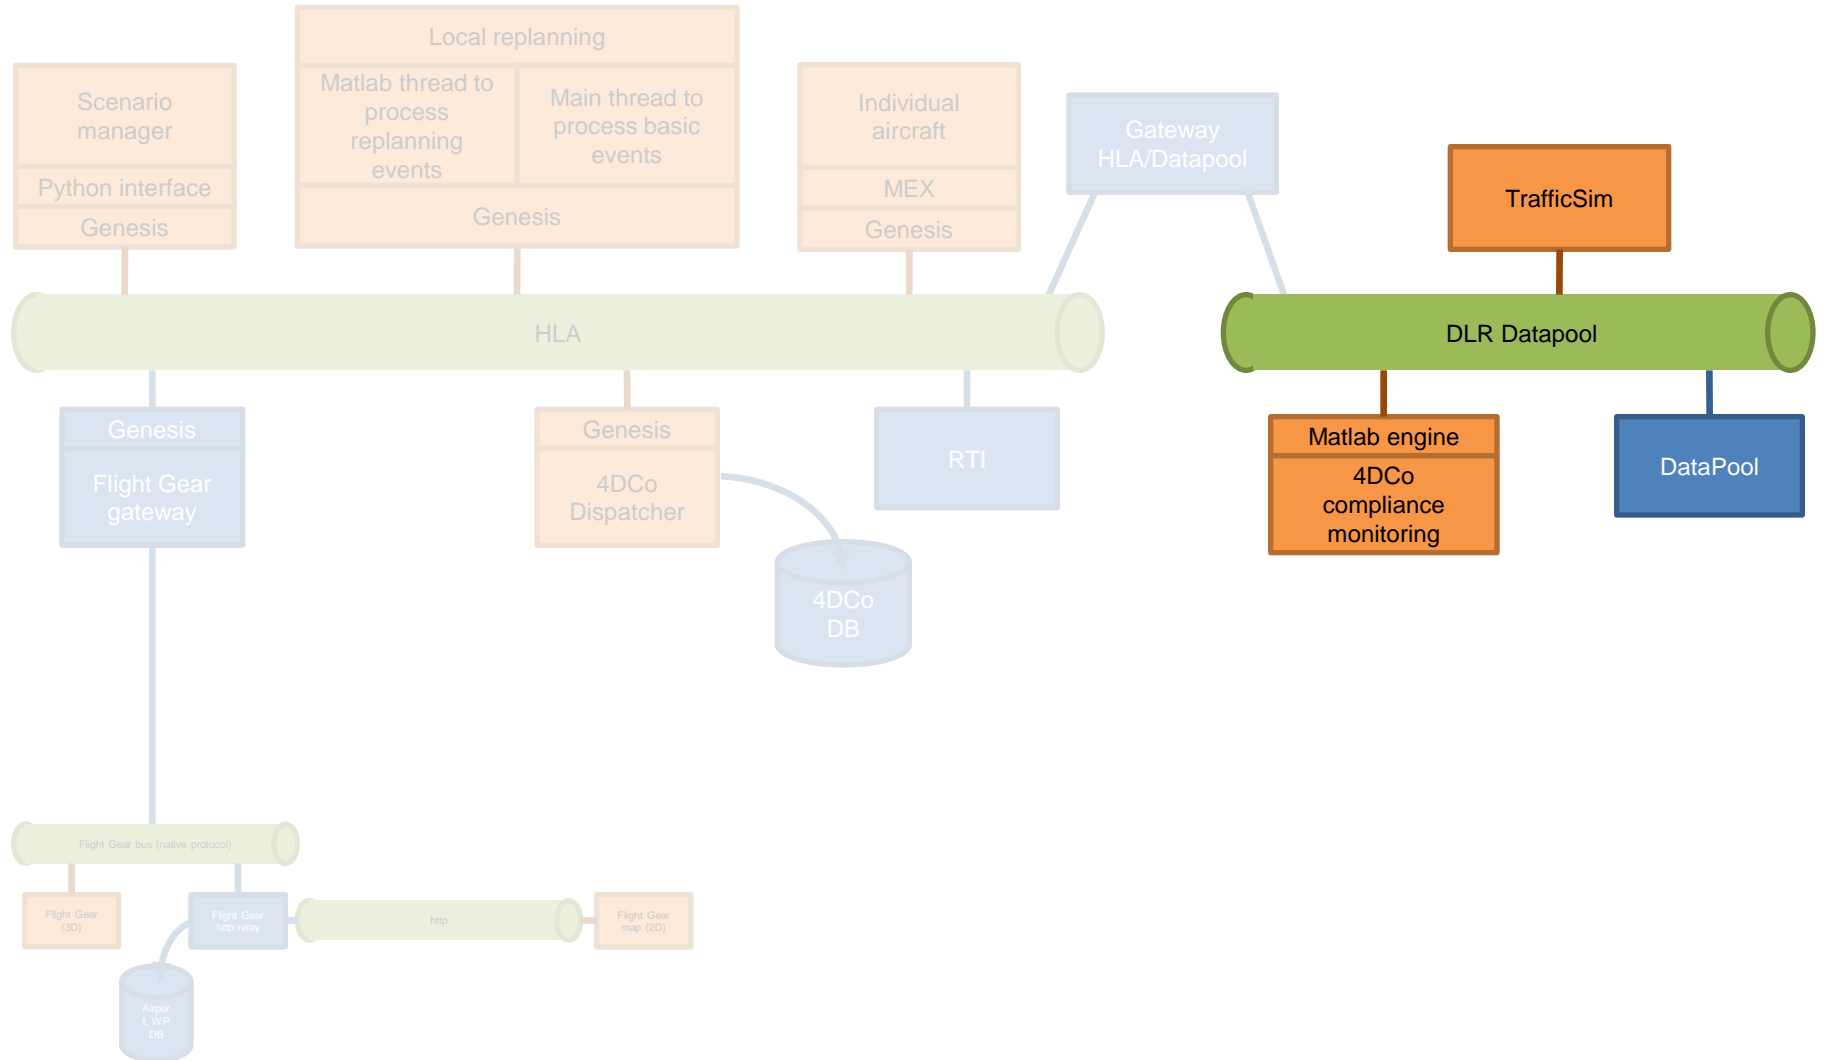 Local replanning
Scenario
manager
Python interface
Genesis
Matlab thread to
process
replanning
events
Main thread to
process basic
events
Genesis
Individual
aircraft
MEX
Genesis
Gateway
HLA/Datapool
TrafficSim
HLA
DLR Datapool
Genesis
Flight Gear
gateway
Genesis
4DCo
Dispatcher
RTI
Matlab engine
4DCo
compliance
monitoring
DataPool
4DCo
DB
Flight Gear bus (native protocol)
Flight Gear
(3D)
Flight Gear
http relay
http
Flight Gear
map (2D)
Airpor
t, WP
DB